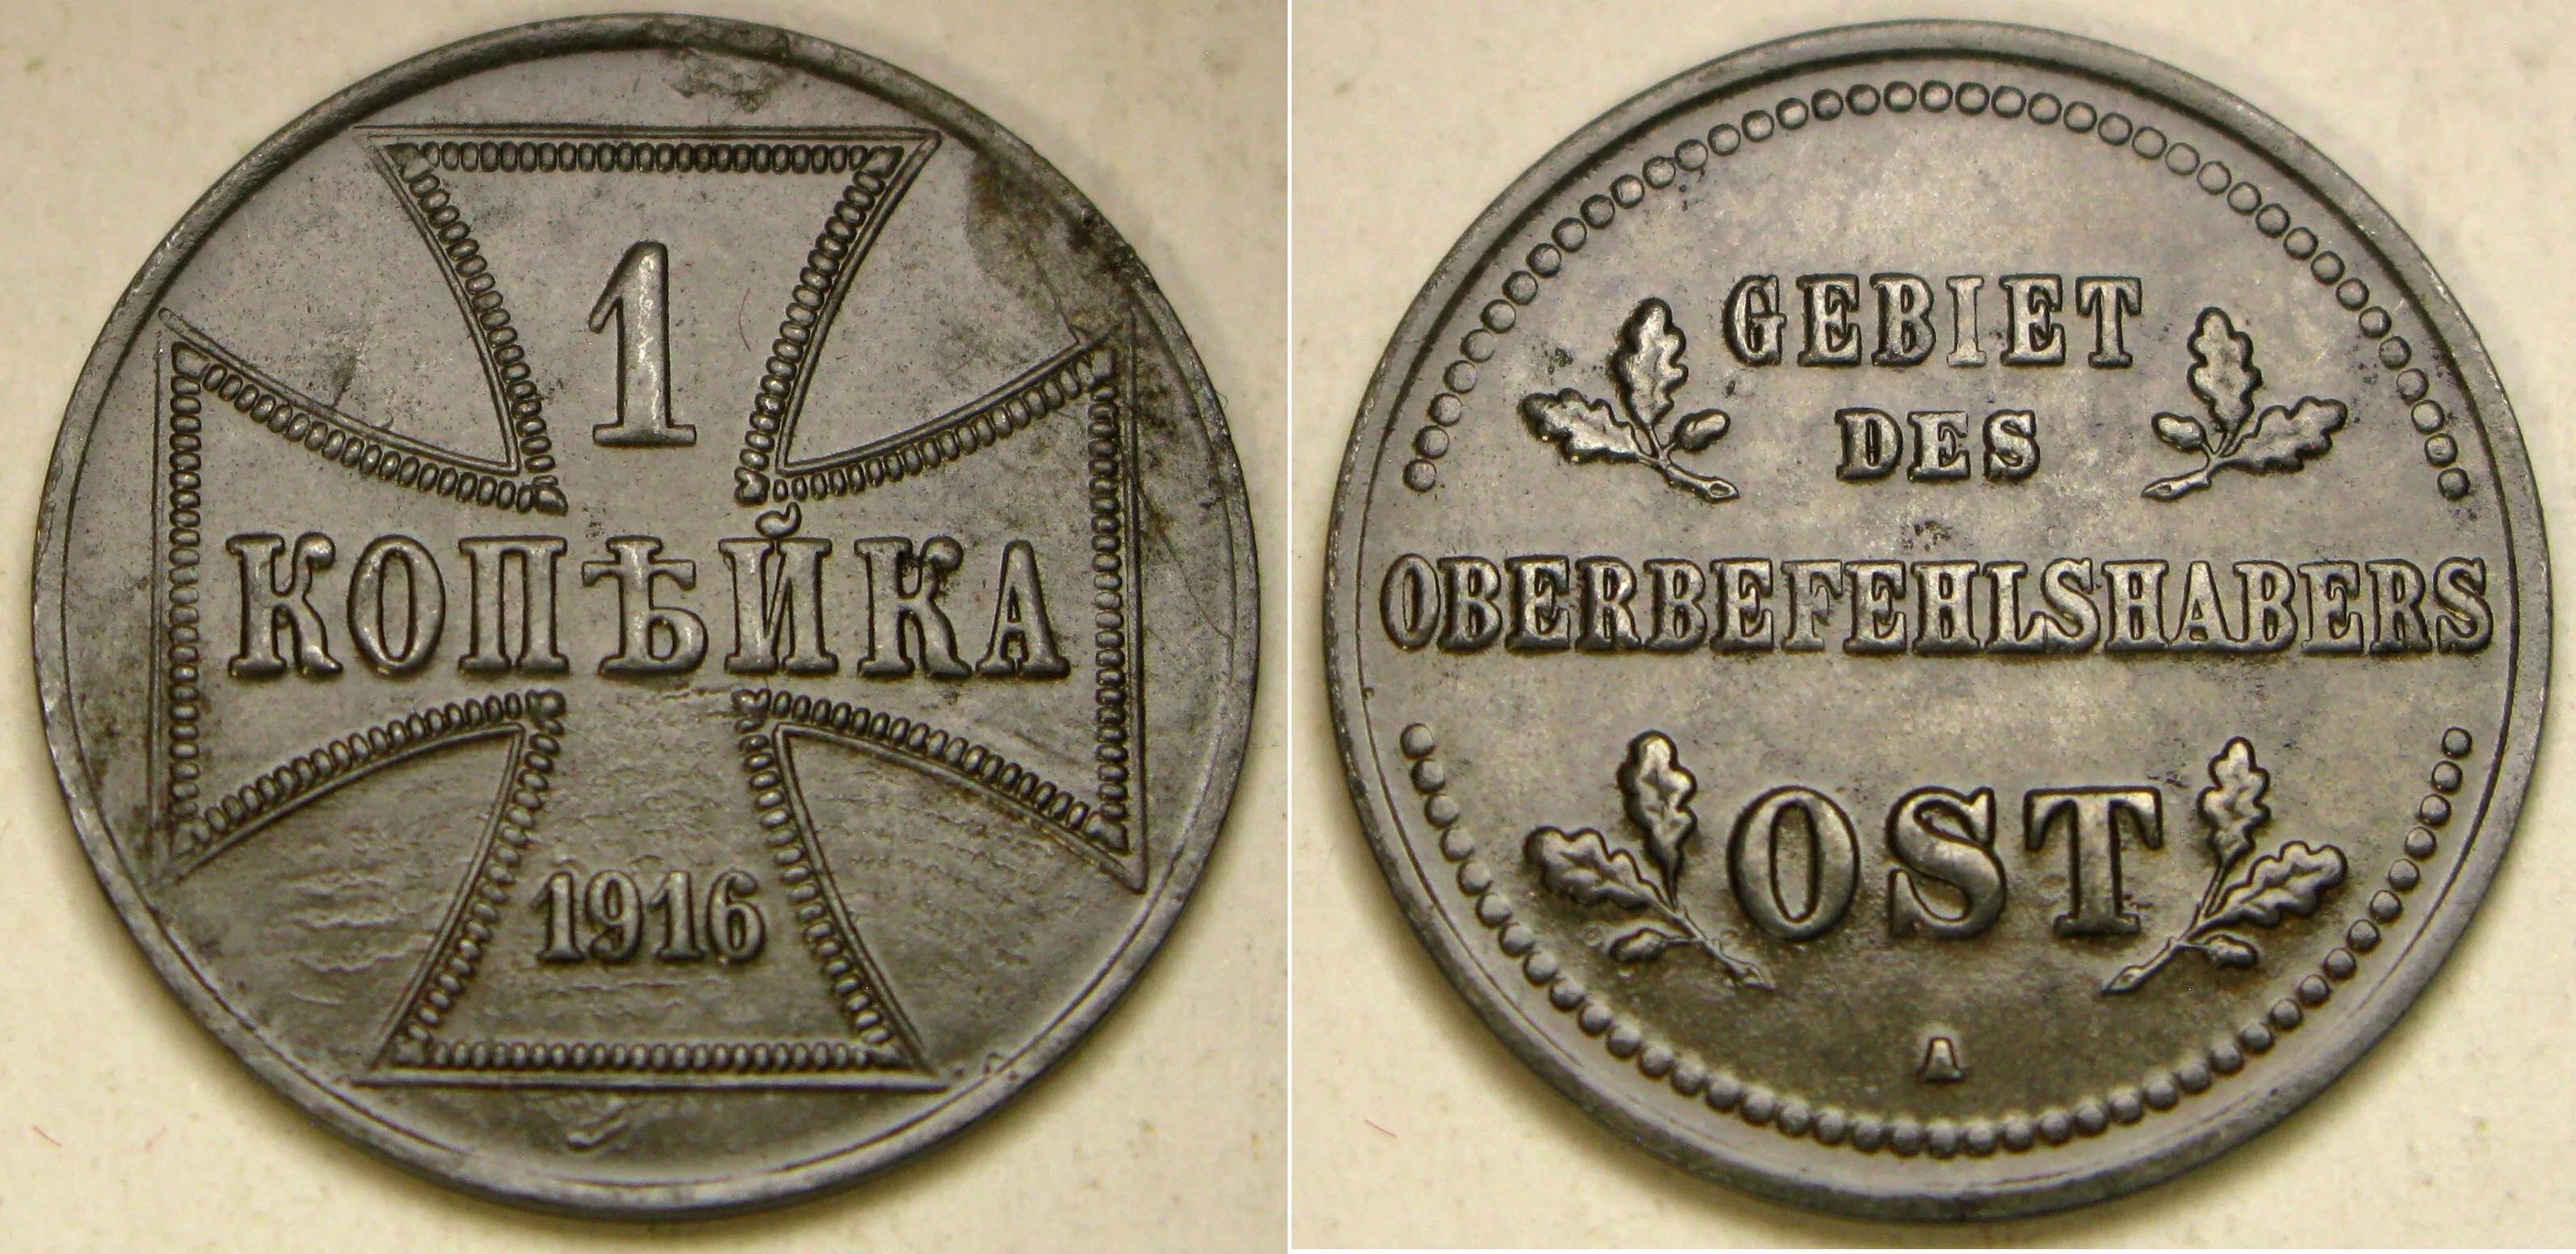 1
КОПѢЙКА
1916
GEBIET
DES
OBERBEFEHLSHABERS
OST
A